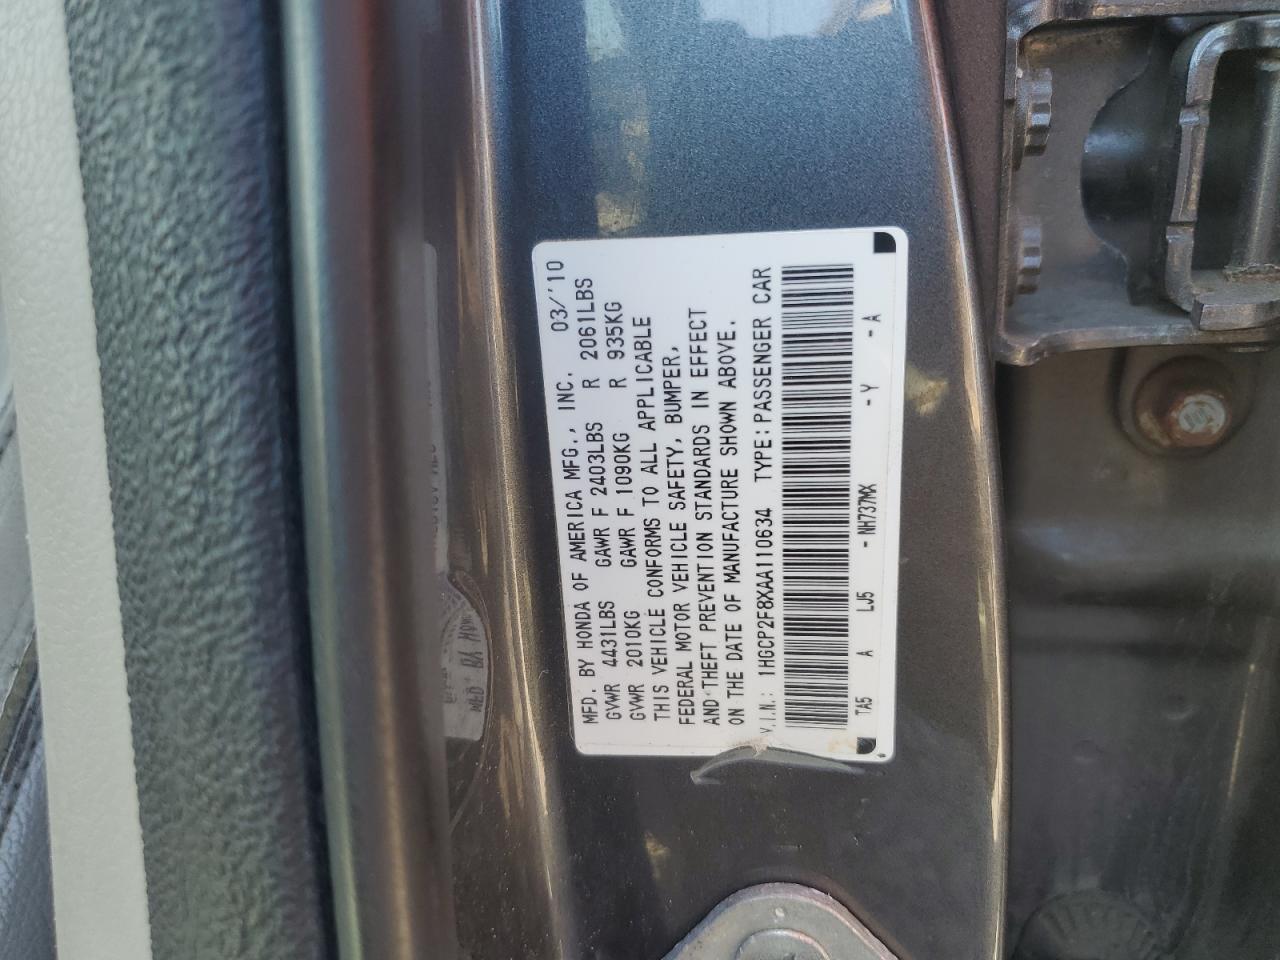 MFD. BY HONDA OF AMERICA MFG., INC. 03/'10
GVWR 4431LBS GAWR F 2403LBS R 2061LBS
GVWR 2010KG GAWR F 1090KG R 935KG
THIS VEHICLE CONFORMS TO ALL APPLICABLE
FEDERAL MOTOR VEHICLE SAFETY, BUMPER,
AND THEFT PREVENTION STANDARDS IN EFFECT
ON THE DATE OF MANUFACTURE SHOWN ABOVE.
V.I.N.: 1HGCP2F8XAA110634 TYPE:PASSENGER CAR
TA5 A LJ5 - NH737MX - Y - A